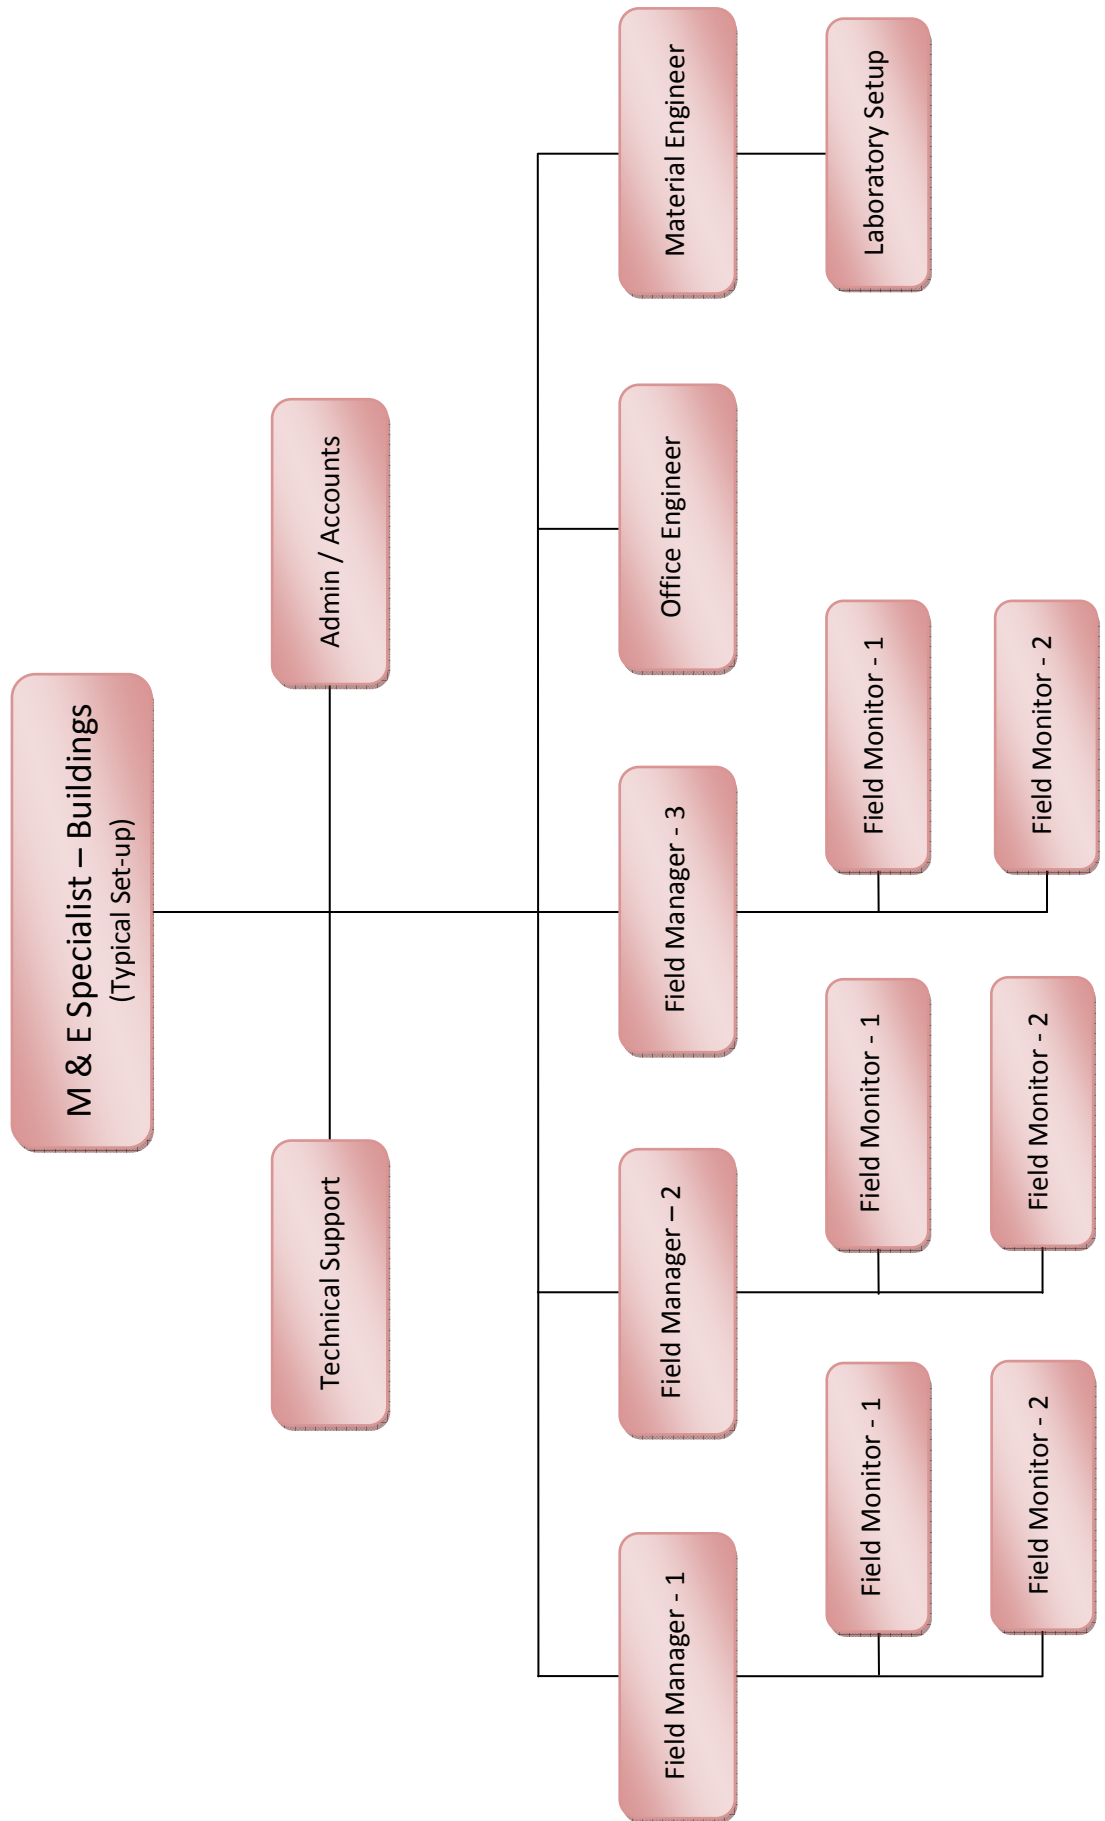 M & E Specialist – Buildings
(Typical Set-up)
Technical Support
Admin / Accounts
Field Manager - 1
Field Manager – 2
Field Manager - 3
Office Engineer
Material Engineer
Field Monitor - 1
Field Monitor - 1
Field Monitor - 1
Laboratory Setup
Field Monitor - 2
Field Monitor - 2
Field Monitor - 2